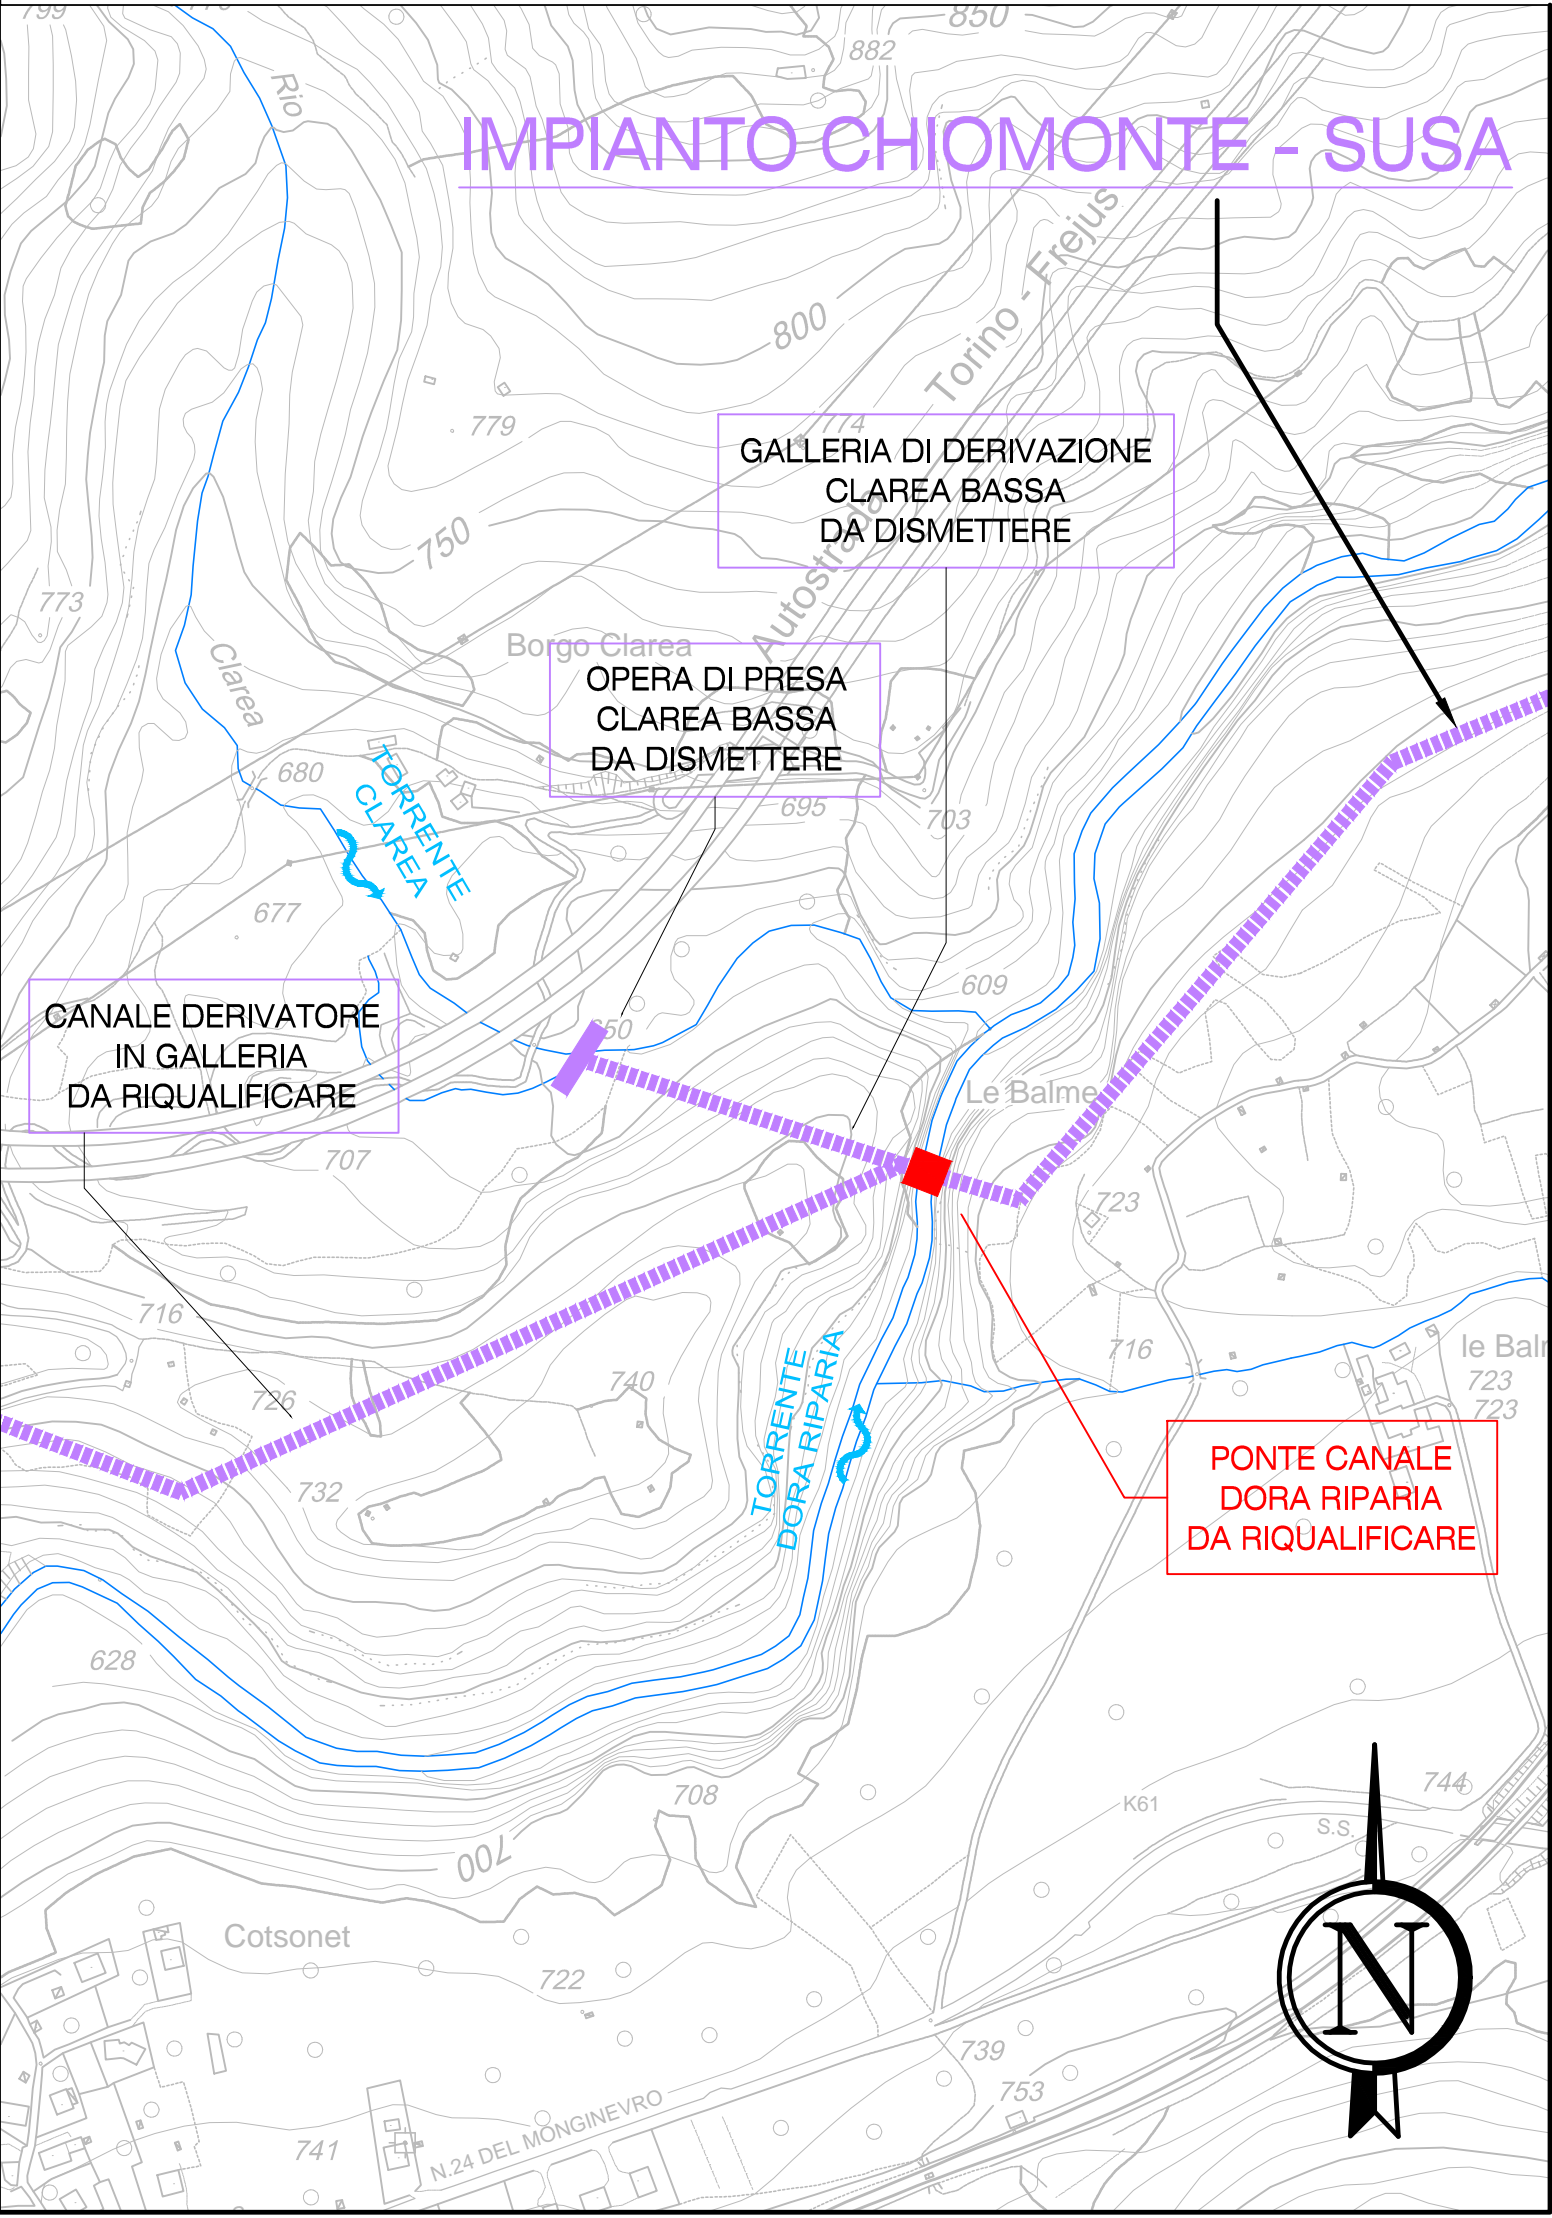 799
850
882
Rio
IMPIANTO CHIOMONTE - SUSA
800
Autostrada Torino - Frejus
779
774
GALLERIA DI DERIVAZIONE
CLAREA BASSA
DA DISMETTERE
750
773
Borgo Clarea
Clarea
OPERA DI PRESA
CLAREA BASSA
DA DISMETTERE
680
TORRENTE
CLAREA
695
703
677
609
CANALE DERIVATORE
IN GALLERIA
DA RIQUALIFICARE
Le Balme
707
723
716
716
726
740
TORRENTE
DORA RIPARIA
le Balm
723
723
PONTE CANALE
DORA RIPARIA
DA RIQUALIFICARE
732
628
708
744
K61
S.S.
700
Cotsonet
722
N
739
753
741
N.24 DEL MONGINEVRO